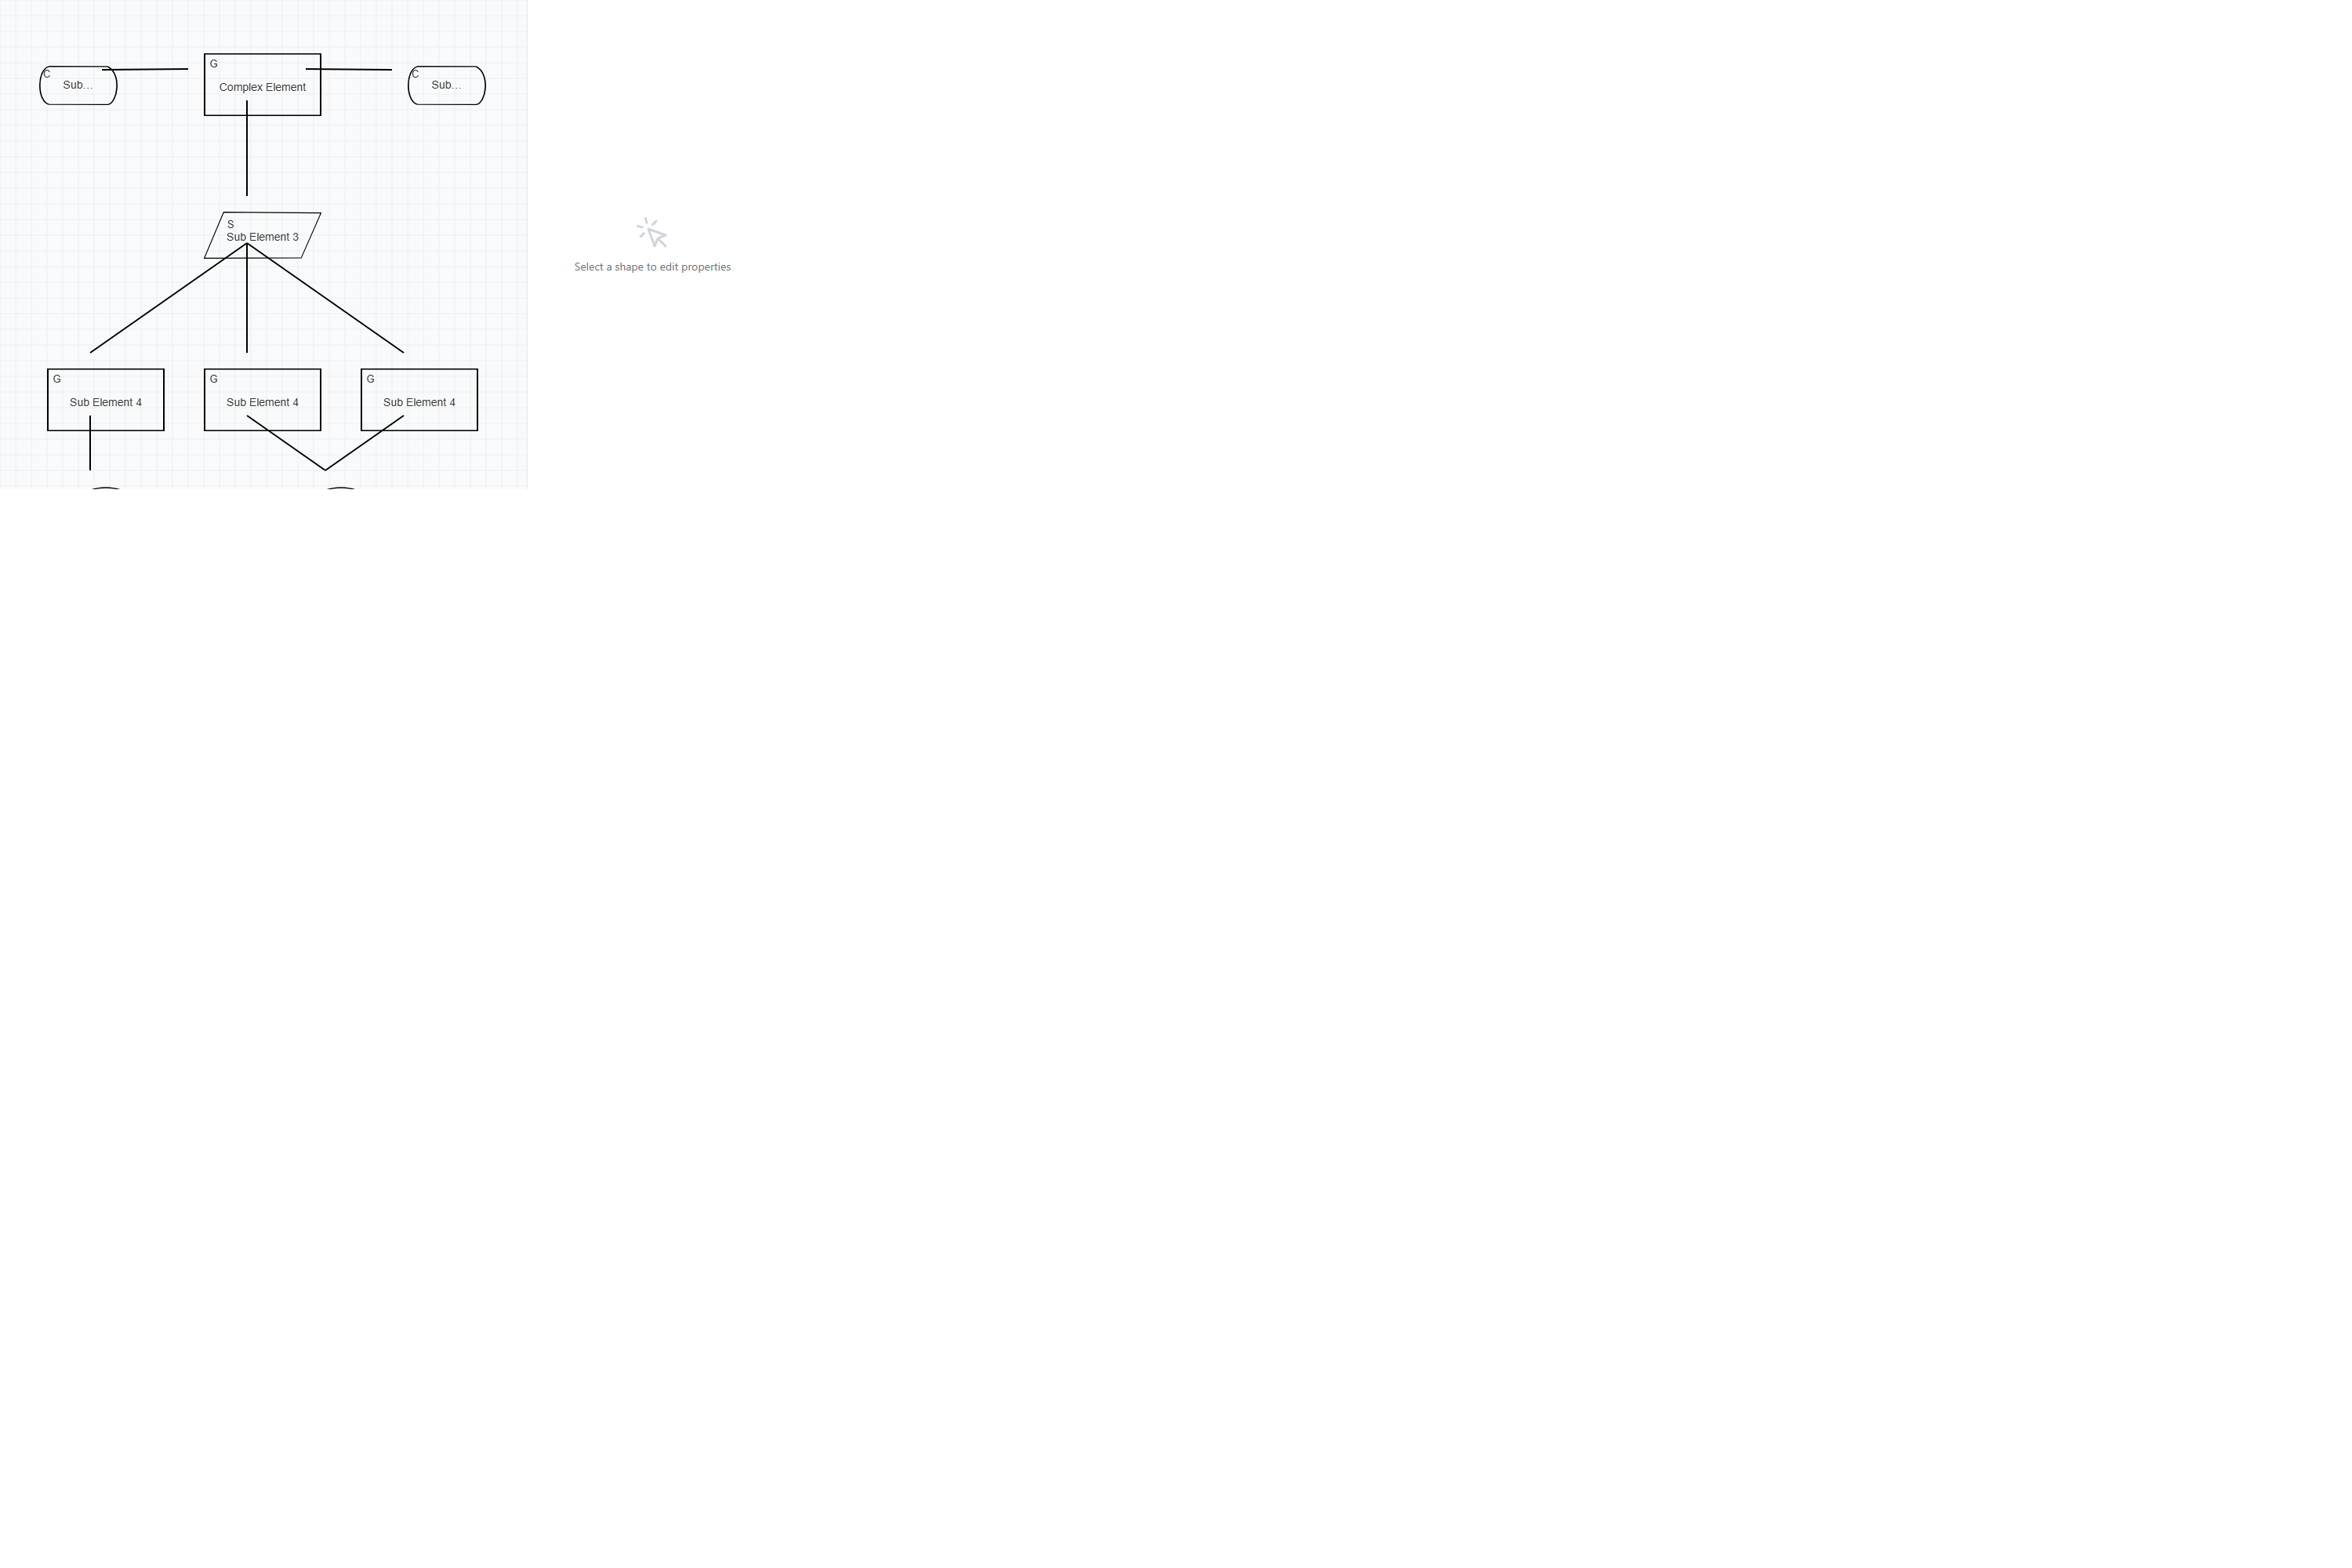 G
C
C
Sub...
Complex Element
Sub...
S
Sub Element 3
Select a shape to edit properties
G
G
G
Sub Element 4
Sub Element 4
Sub Element 4